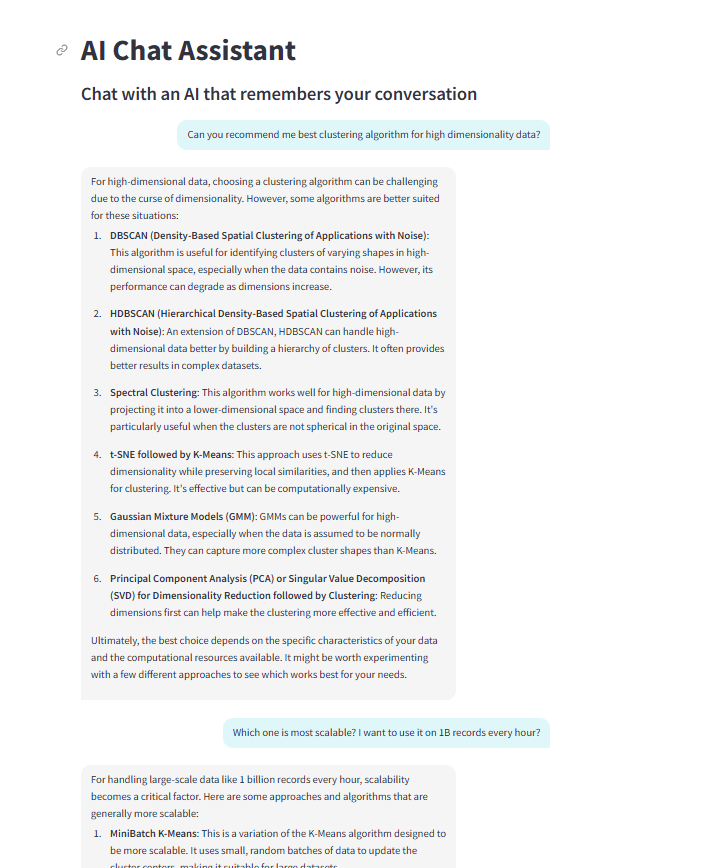 AI Chat Assistant
Chat with an AI that remembers your conversation
Can you recommend me best clustering algorithm for high dimensionality data?
For high-dimensional data, choosing a clustering algorithm can be challenging
due to the curse of dimensionality. However, some algorithms are better suited
for these situations:
1. DBSCAN (Density-Based Spatial Clustering of Applications with Noise):
This algorithm is useful for identifying clusters of varying shapes in high-
dimensional space, especially when the data contains noise. However, its
performance can degrade as dimensions increase.
2. HDBSCAN (Hierarchical Density-Based Spatial Clustering of Applications
with Noise): An extension of DBSCAN, HDBSCAN can handle high-
dimensional data better by building a hierarchy of clusters. It often provides
better results in complex datasets.
3. Spectral Clustering: This algorithm works well for high-dimensional data by
projecting it into a lower-dimensional space and finding clusters there. It's
particularly useful when the clusters are not spherical in the original space.
4. t-SNE followed by K-Means: This approach uses t-SNE to reduce
dimensionality while preserving local similarities, and then applies K-Means
for clustering. It's effective but can be computationally expensive.
5. Gaussian Mixture Models (GMM): GMMs can be powerful for high-
dimensional data, especially when the data is assumed to be normally
distributed. They can capture more complex cluster shapes than K-Means.
6. Principal Component Analysis (PCA) or Singular Value Decomposition
(SVD) for Dimensionality Reduction followed by Clustering: Reducing
dimensions first can help make the clustering more effective and efficient.
Ultimately, the best choice depends on the specific characteristics of your data
and the computational resources available. It might be worth experimenting
with a few different approaches to see which works best for your needs.
Which one is most scalable? I want to use it on 1B records every hour?
For handling large-scale data like 1 billion records every hour, scalability
becomes a critical factor. Here are some approaches and algorithms that are
generally more scalable:
1. MiniBatch K-Means: This is a variation of the K-Means algorithm designed to
be more scalable. It uses small, random batches of data to update the
cluster centers, making it suitable for large datasets.